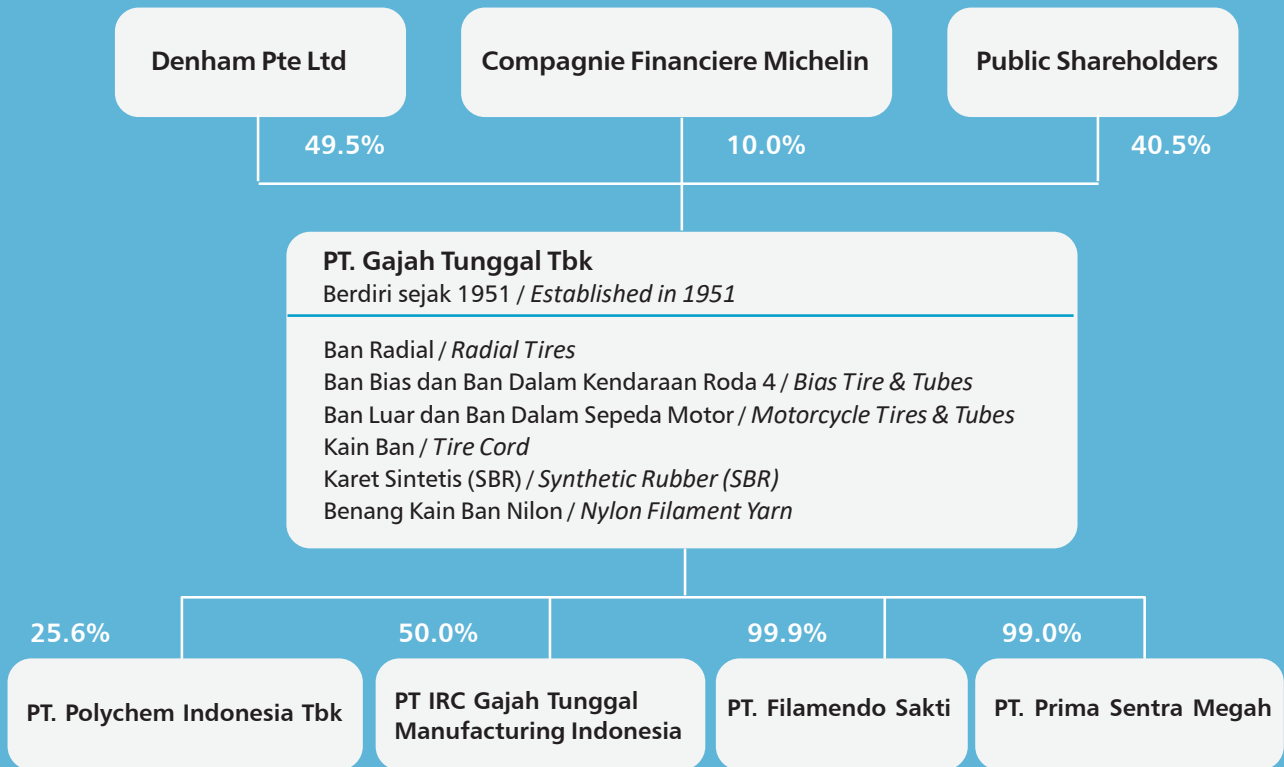 Denham Pte Ltd
Compagnie Financiere Michelin
Public Shareholders
49.5%
10.0%
40.5%
PT. Gajah Tunggal Tbk
Berdiri sejak 1951 / Established in 1951
Ban Radial / Radial Tires
Ban Bias dan Ban Dalam Kendaraan Roda 4 / Bias Tire & Tubes
Ban Luar dan Ban Dalam Sepeda Motor / Motorcycle Tires & Tubes
Kain Ban / Tire Cord
Karet Sintetis (SBR) / Synthetic Rubber (SBR)
Benang Kain Ban Nilon / Nylon Filament Yarn
25.6%
50.0%
99.9%
99.0%
PT. Polychem Indonesia Tbk
PT IRC Gajah Tunggal
Manufacturing Indonesia
PT. Filamendo Sakti
PT. Prima Sentra Megah